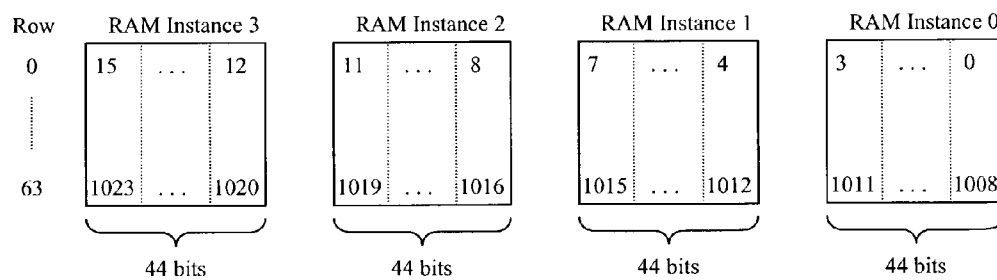 Row RAM Instance 3 RAM Instance 2 RAM Instance 1 RAM Instance 0
0 15 ... 12 11 ... 8 7 ... 4 3 ... 0
63 1023 ... 1020 1019 ... 1016 1015 ... 1012 1011 ... 1008
44 bits 44 bits 44 bits 44 bits